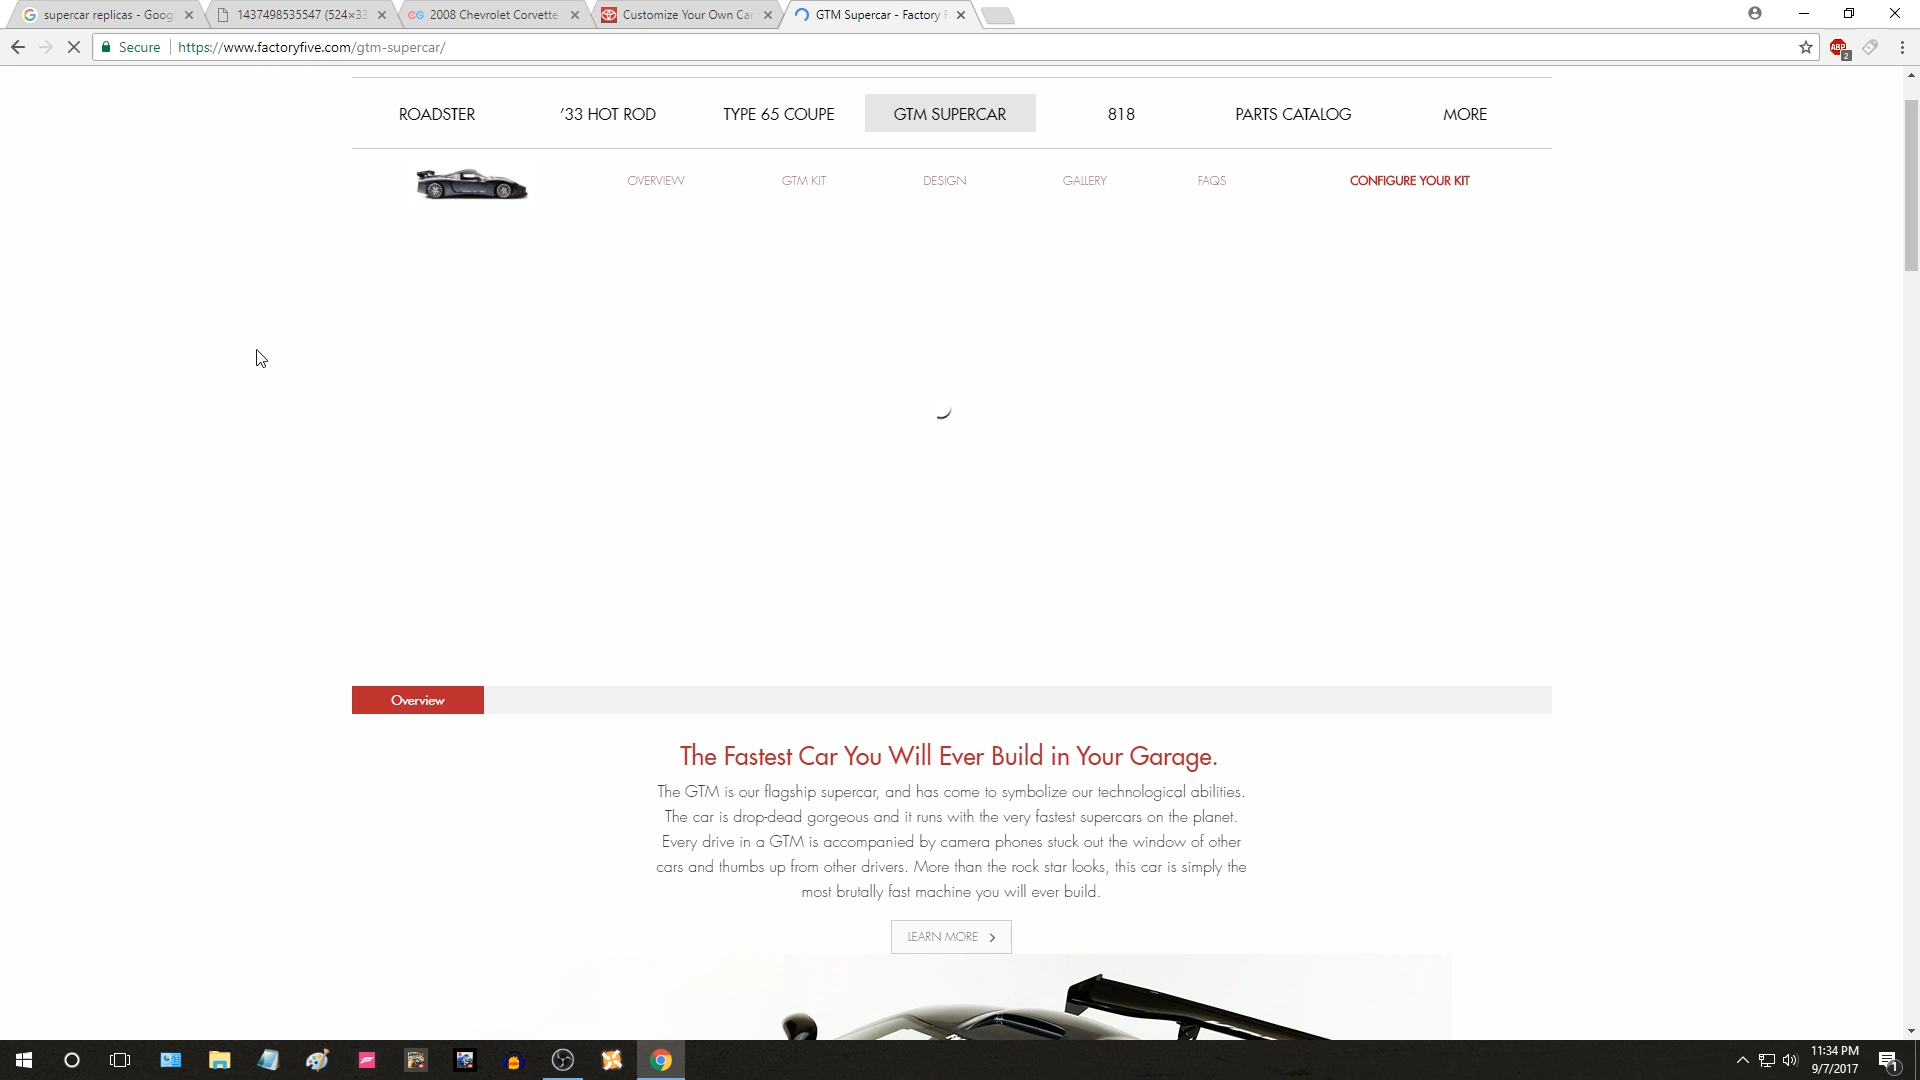 supercar replicas - Goog
1437498535547 (524×33
CG 2008 Chevrolet Corvette
Customize Your Own Car
GTM Supercar - Factory F
Secure https://www.factoryfive.com/gtm-supercar/
ABP 2
ROADSTER '33 HOT ROD TYPE 65 COUPE GTM SUPERCAR 818 PARTS CATALOG MORE
OVERVIEW GTM KIT DESIGN GALLERY FAQS CONFIGURE YOUR KIT
Overview
The Fastest Car You Will Ever Build in Your Garage.
The GTM is our flagship supercar, and has come to symbolize our technological abilities.
The car is drop-dead gorgeous and it runs with the very fastest supercars on the planet.
Every drive in a GTM is accompanied by camera phones stuck out the window of other
cars and thumbs up from other drivers. More than the rock star looks, this car is simply the
most brutally fast machine you will ever build.
LEARN MORE
11:34 PM
9/7/2017
1